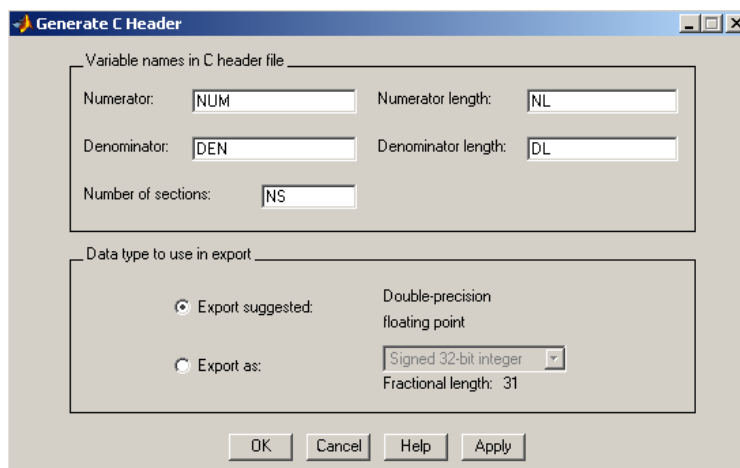 Generate C Header
Variable names in C header file
Numerator: NUM Numerator length: NL
Denominator: DEN Denominator length: DL
Number of sections: NS
Data type to use in export
Export suggested: Double-precision
floating point
Export as: Signed 32-bit integer
Fractional length: 31
OK Cancel Help Apply